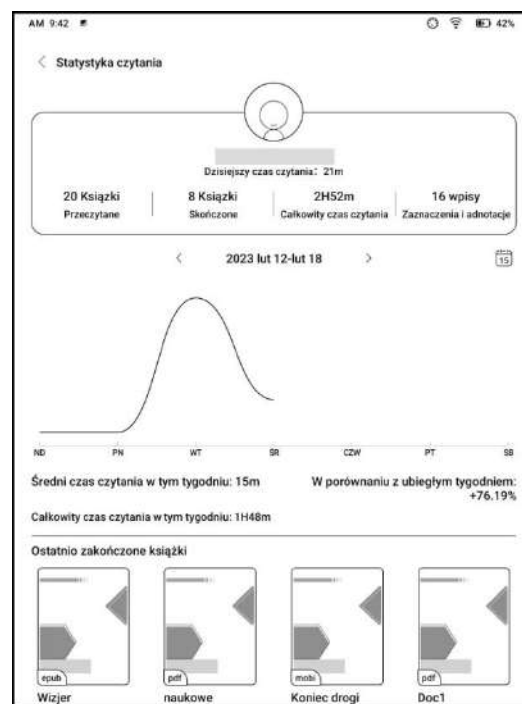 AM 9:42
42%
Statystyka czytania
Dzisiejszy czas czytania: 21m
20 Książki
8 Książki
2H52m
16 wpisy
Przeczytane
Skończone
Całkowity czas czytania
Zaznaczenia i adnotacje
2023 lut 12-lut 18
15
ND PN WT ŚR CZW PT SB
Średni czas czytania w tym tygodniu: 15m
W porównaniu z ubiegłym tygodniem:
+76.19%
Całkowity czas czytania w tym tygodniu: 1H48m
Ostatnio zakończone książki
epub
pdf
mobi
pdf
Wizjer
naukowe
Koniec drogi
Doc1